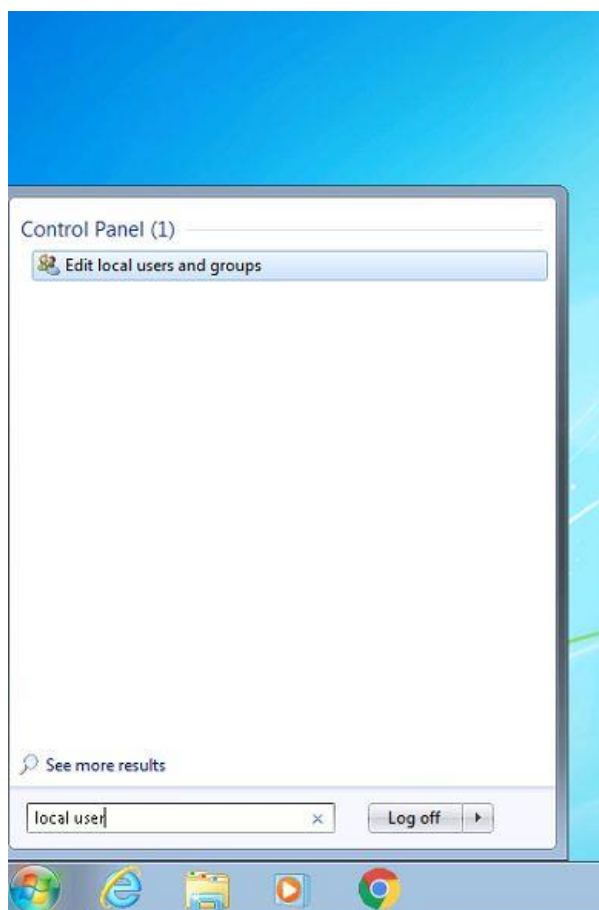 Control Panel (1)
Edit local users and groups
See more results
local user
Log off